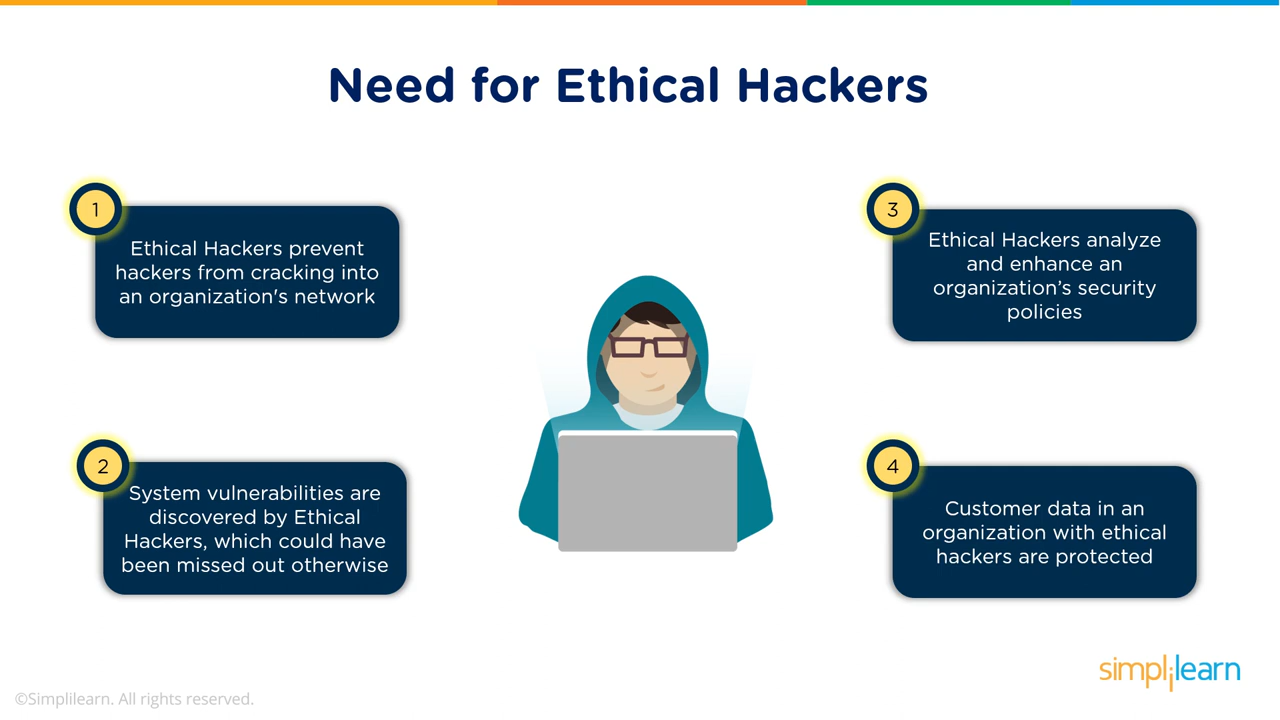 Need for Ethical Hackers
1
Ethical Hackers prevent
hackers from cracking into
an organization's network
2
System vulnerabilities are
discovered by Ethical
Hackers, which could have
been missed out otherwise
3
Ethical Hackers analyze
and enhance an
organization’s security
policies
4
Customer data in an
organization with ethical
hackers are protected
simplilearn
©Simplilearn. All rights reserved.